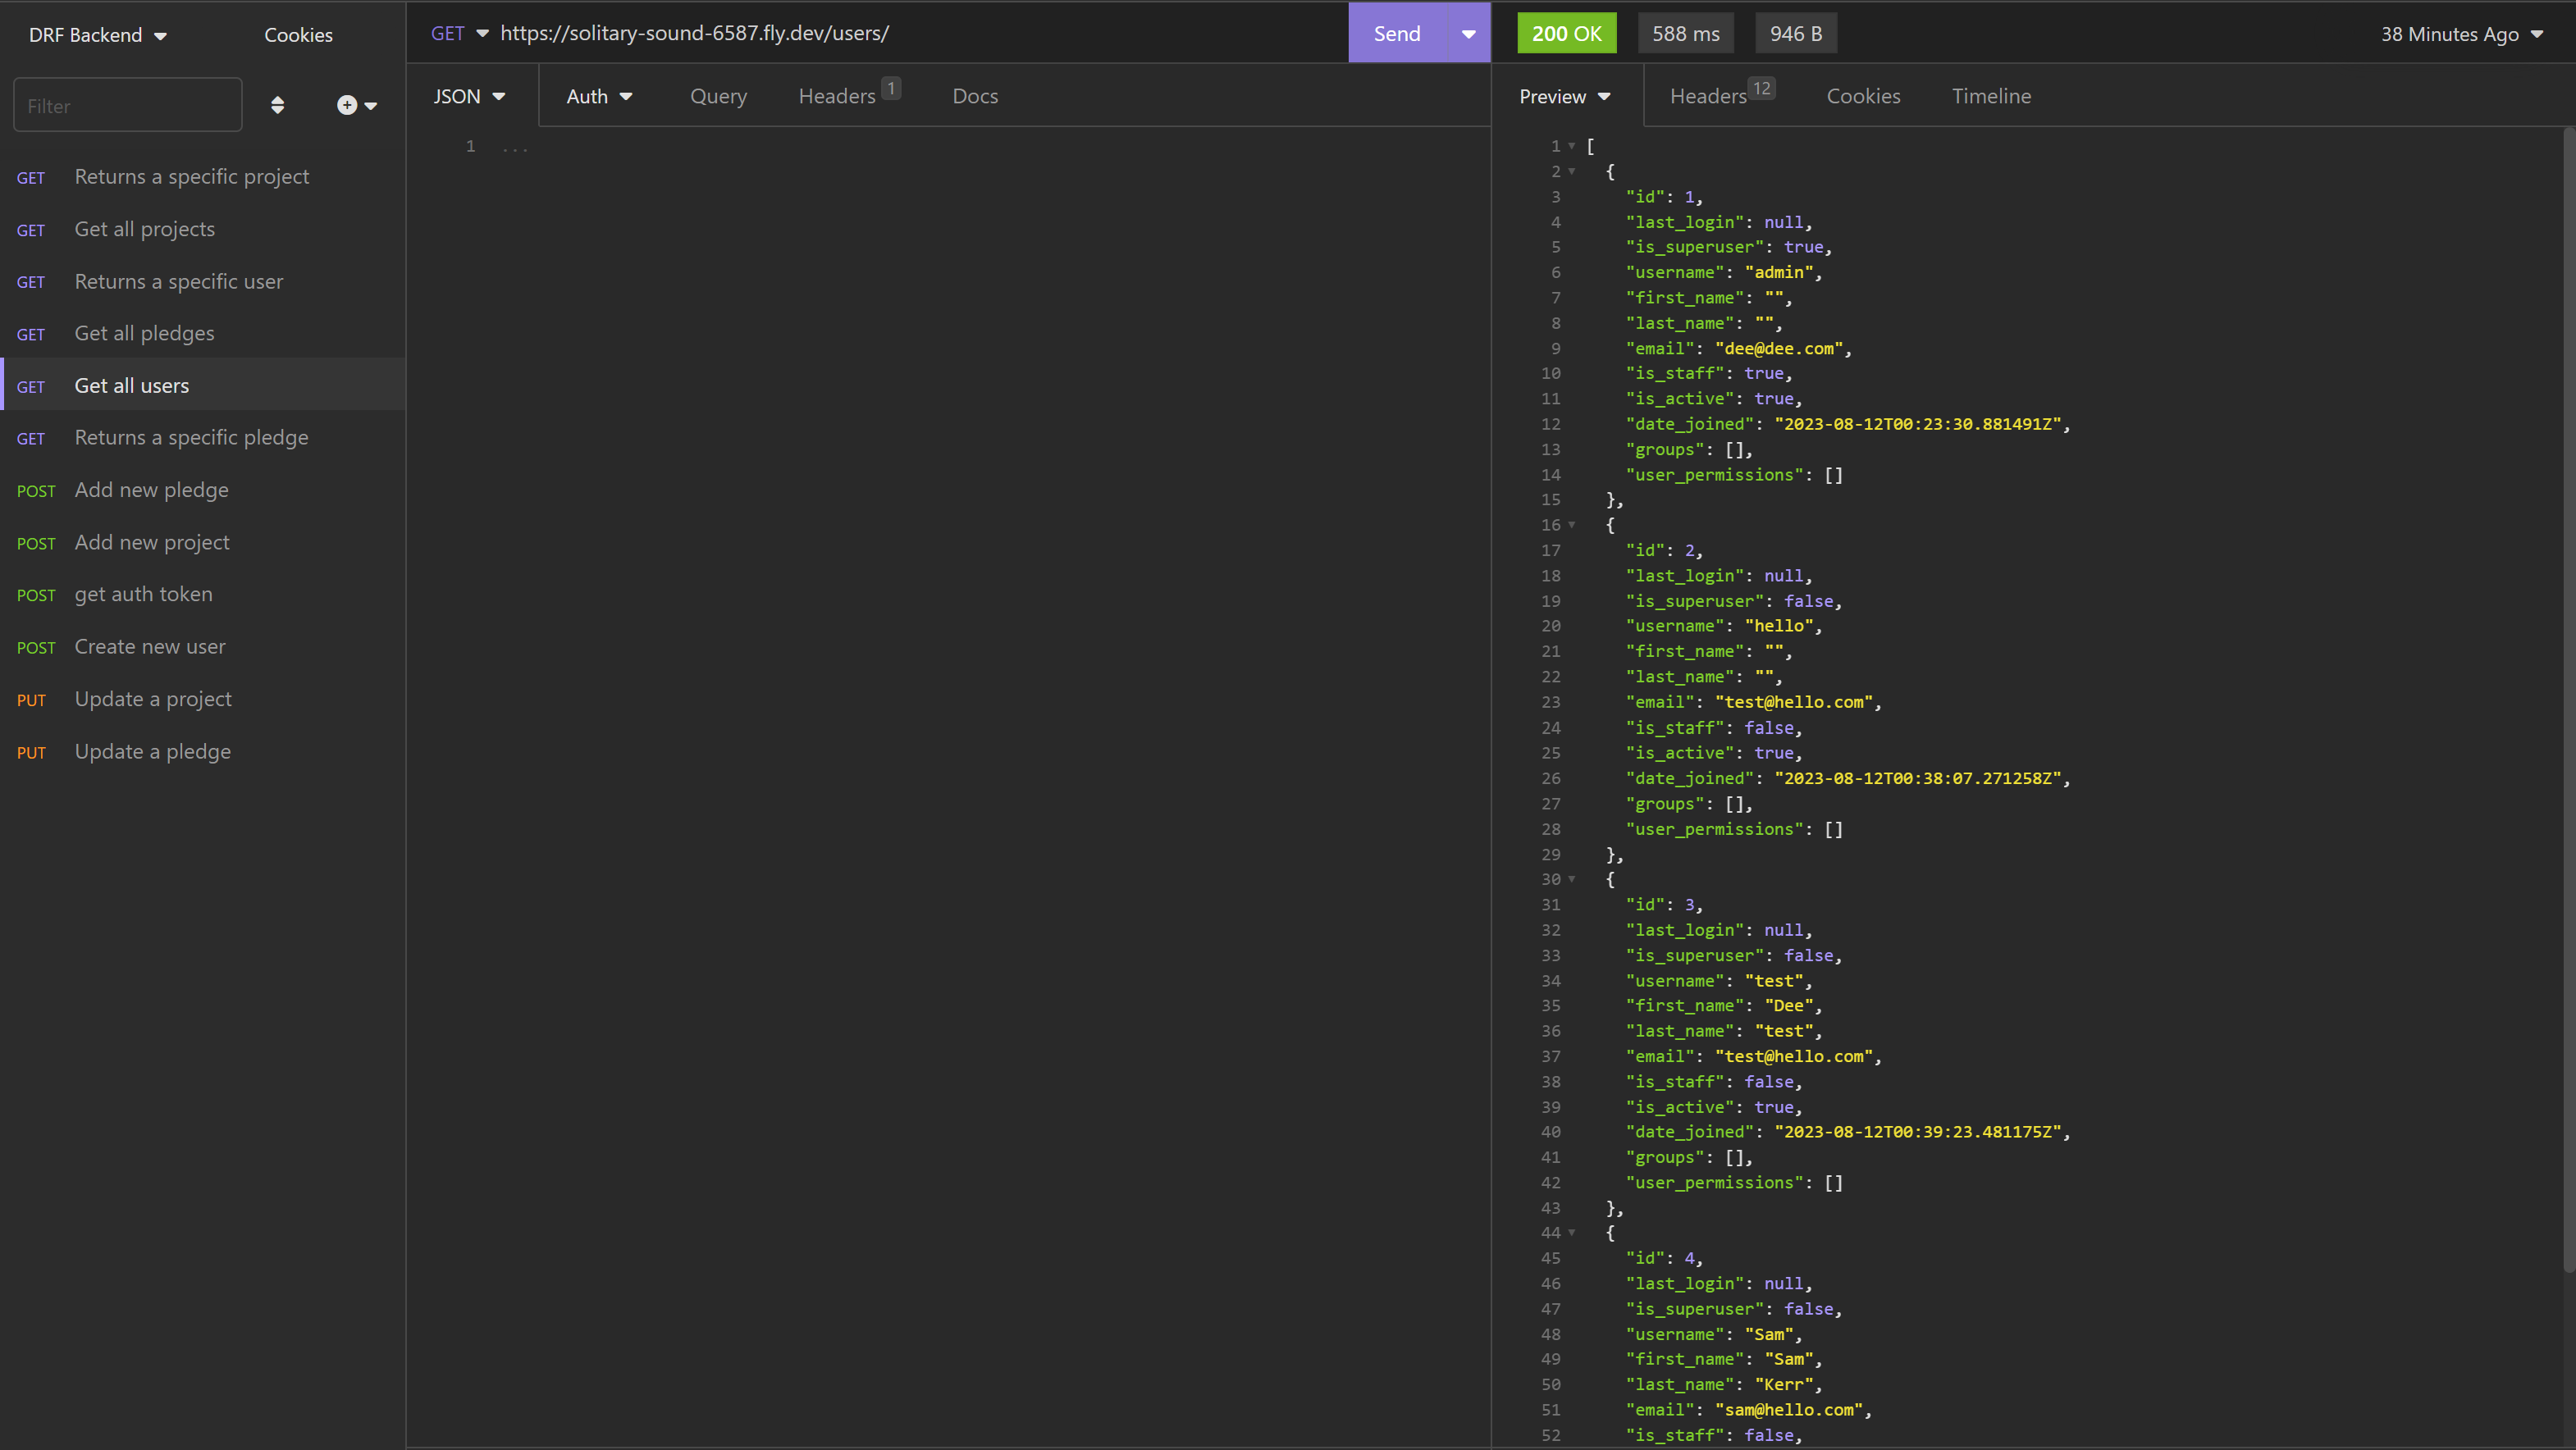 DRF Backend
Cookies
Filter
GET Returns a specific project
GET Get all projects
GET Returns a specific user
GET Get all pledges
GET Get all users
GET Returns a specific pledge
POST Add new pledge
POST Add new project
POST get auth token
POST Create new user
PUT Update a project
PUT Update a pledge
GET https://solitary-sound-6587.fly.dev/users/
Send
JSON Auth Query Headers 1 Docs
1 ...
200 OK 588 ms 946 B 38 Minutes Ago
Preview Headers 12 Cookies Timeline
1 [
2 {
3 "id": 1,
4 "last_login": null,
5 "is_superuser": true,
6 "username": "admin",
7 "first_name": "",
8 "last_name": "",
9 "email": "dee@dee.com",
10 "is_staff": true,
11 "is_active": true,
12 "date_joined": "2023-08-12T00:23:30.881491Z",
13 "groups": [],
14 "user_permissions": []
15 },
16 {
17 "id": 2,
18 "last_login": null,
19 "is_superuser": false,
20 "username": "hello",
21 "first_name": "",
22 "last_name": "",
23 "email": "test@hello.com",
24 "is_staff": false,
25 "is_active": true,
26 "date_joined": "2023-08-12T00:38:07.271258Z",
27 "groups": [],
28 "user_permissions": []
29 },
30 {
31 "id": 3,
32 "last_login": null,
33 "is_superuser": false,
34 "username": "test",
35 "first_name": "Dee",
36 "last_name": "test",
37 "email": "test@hello.com",
38 "is_staff": false,
39 "is_active": true,
40 "date_joined": "2023-08-12T00:39:23.481175Z",
41 "groups": [],
42 "user_permissions": []
43 },
44 {
45 "id": 4,
46 "last_login": null,
47 "is_superuser": false,
48 "username": "Sam",
49 "first_name": "Sam",
50 "last_name": "Kerr",
51 "email": "sam@hello.com",
52 "is_staff": false,